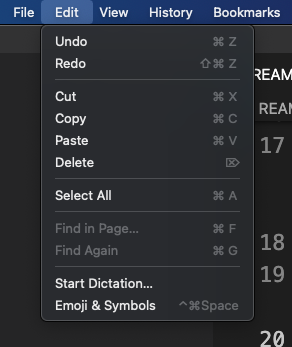 File Edit View History Bookmarks
Undo ⌘ Z
Redo ⇧⌘ Z
Cut ⌘ X
Copy ⌘ C
Paste ⌘ V
Delete ⌦
Select All ⌘ A
Find in Page... ⌘ F
Find Again ⌘ G
Start Dictation...
Emoji & Symbols ^⌘Space
REAM
REAM
17
18
19
20